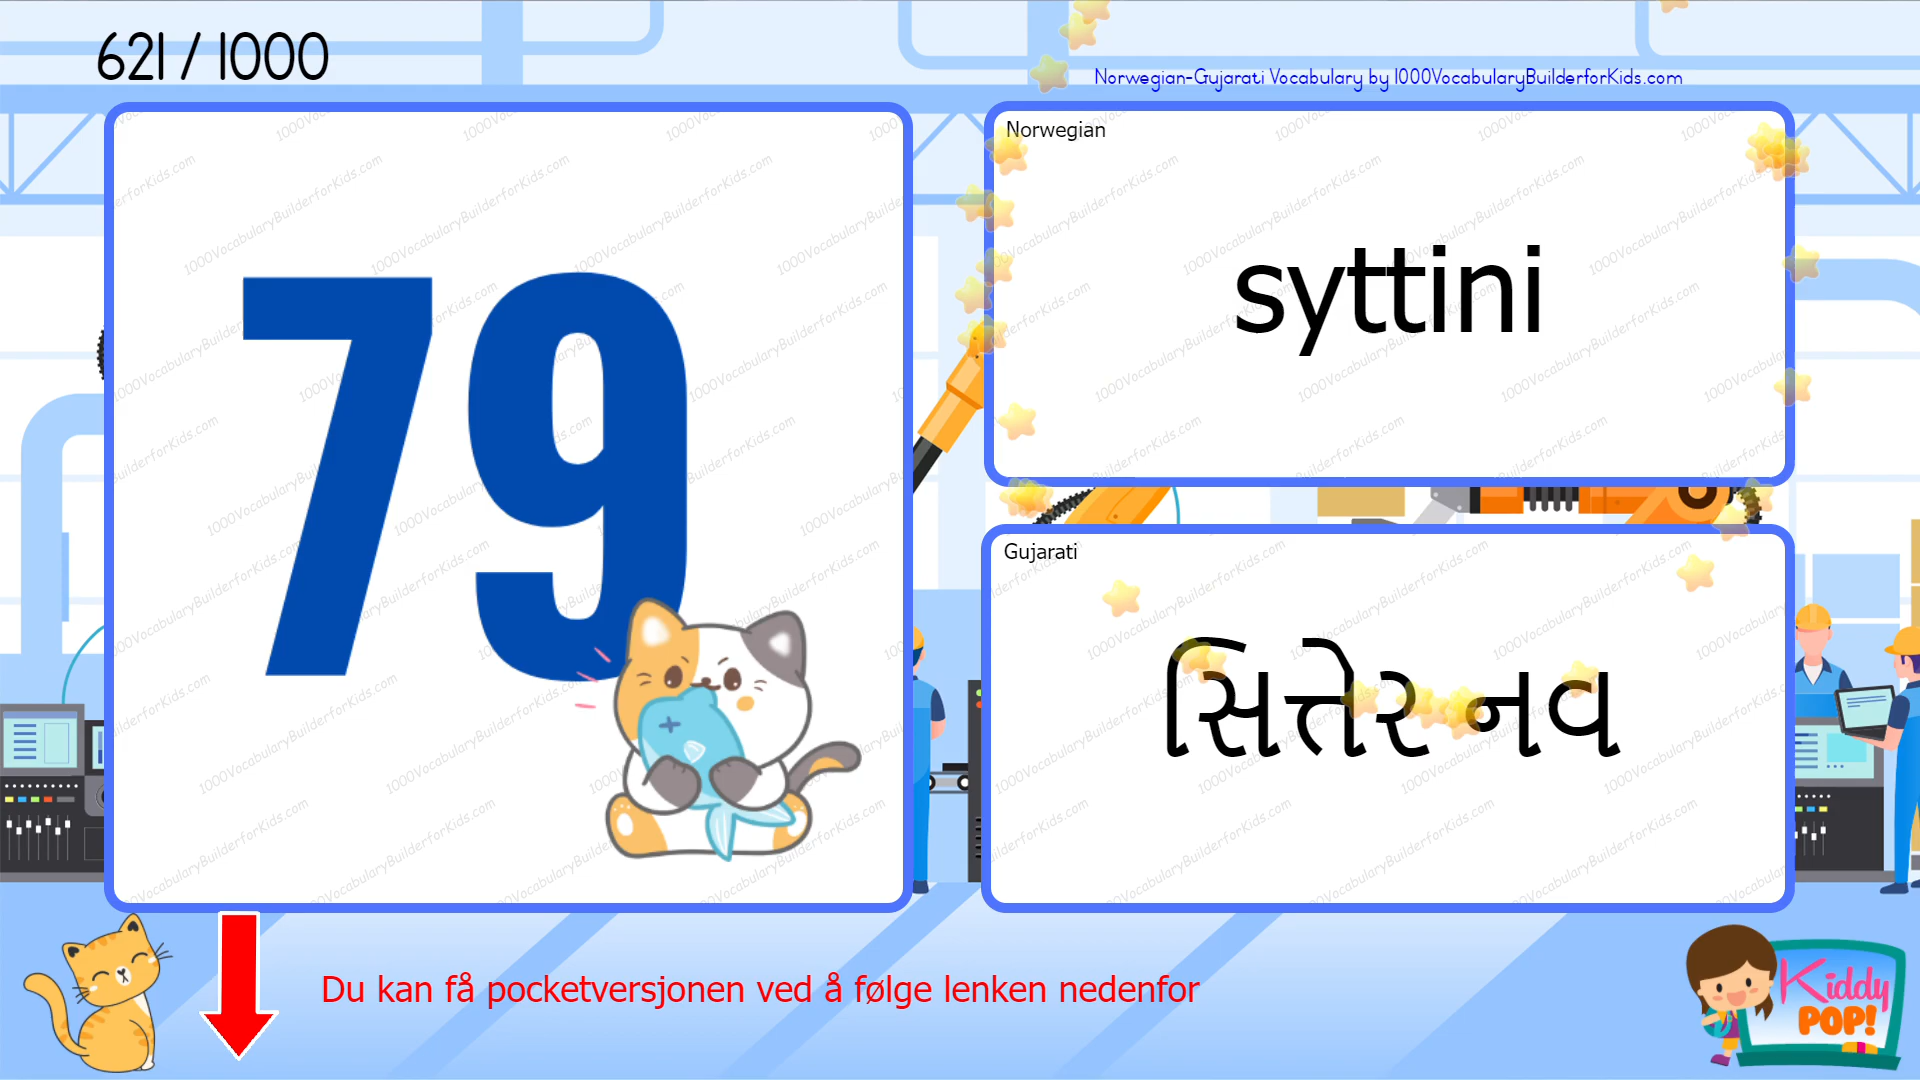 621 / 1000
Norwegian-Gujarati Vocabulary by 1000VocabularyBuilderforKids.com
79
Norwegian
syttini
Gujarati
સિત્તેર નવ
Du kan få pocketversjonen ved å følge lenken nedenfor
Kiddy
POP!